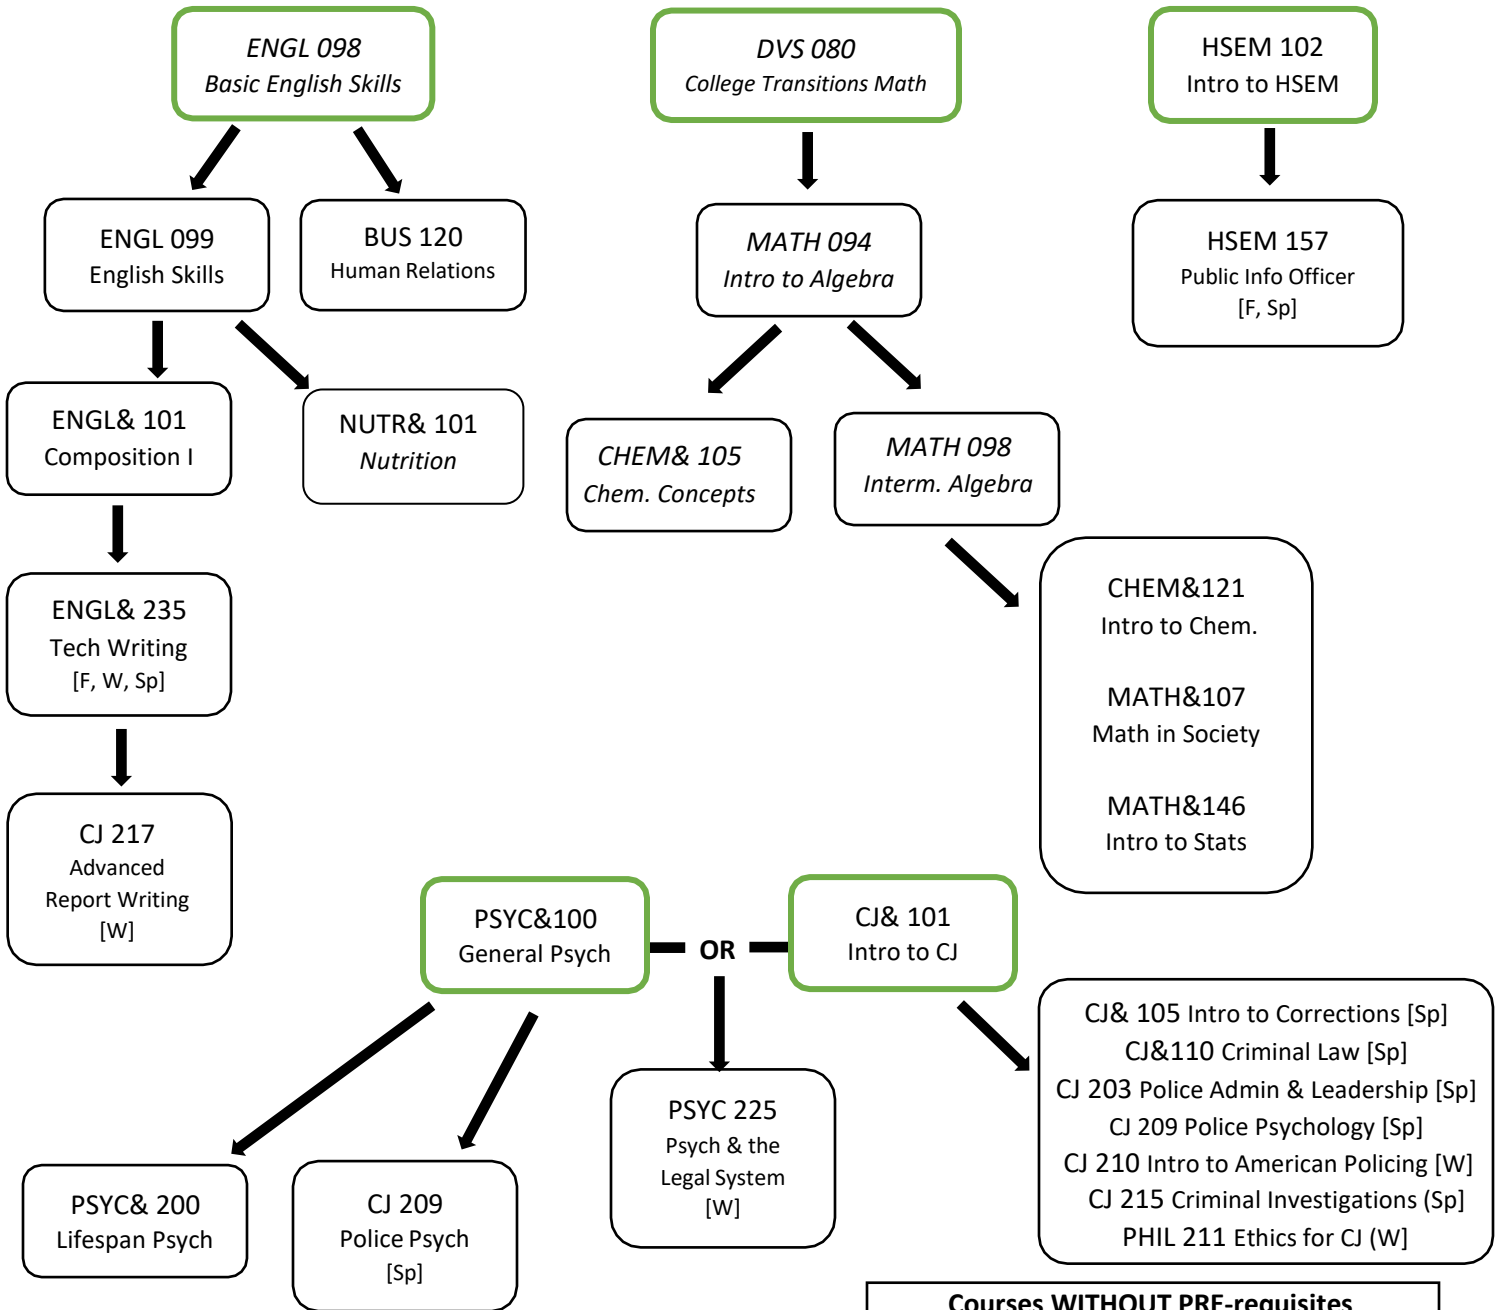 ENGL 098
Basic English Skills
DVS 080
College Transitions Math
HSEM 102
Intro to HSEM
ENGL 099
English Skills
BUS 120
Human Relations
MATH 094
Intro to Algebra
HSEM 157
Public Info Officer
[F, Sp]
ENGL& 101
Composition I
NUTR& 101
Nutrition
CHEM& 105
Chem. Concepts
MATH 098
Interm. Algebra
ENGL& 235
Tech Writing
[F, W, Sp]
CHEM&121
Intro to Chem.
MATH&107
Math in Society
MATH&146
Intro to Stats
CJ 217
Advanced
Report Writing
[W]
PSYC&100
General Psych
OR
CJ& 101
Intro to CJ
PSYC& 200
Lifespan Psych
CJ 209
Police Psych
[Sp]
PSYC 225
Psych & the
Legal System
[W]
CJ& 105 Intro to Corrections [Sp]
CJ&110 Criminal Law [Sp]
CJ 203 Police Admin & Leadership [Sp]
CJ 209 Police Psychology [Sp]
CJ 210 Intro to American Policing [W]
CJ 215 Criminal Investigations (Sp]
PHIL 211 Ethics for CJ (W]
Courses WITHOUT PRE-requisites